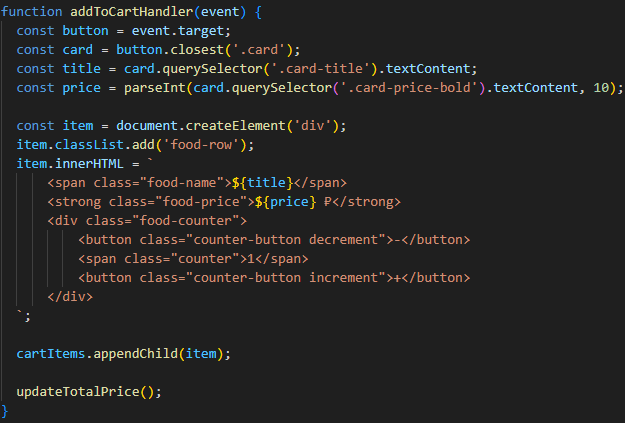 function addToCartHandler(event) {
  const button = event.target;
  const card = button.closest('.card');
  const title = card.querySelector('.card-title').textContent;
  const price = parseInt(card.querySelector('.card-price-bold').textContent, 10);

  const item = document.createElement('div');
  item.classList.add('food-row');
  item.innerHTML = `
      <span class="food-name">${title}</span>
      <strong class="food-price">${price} ₽</strong>
      <div class="food-counter">
          <button class="counter-button decrement">-</button>
          <span class="counter">1</span>
          <button class="counter-button increment">+</button>
      </div>
  `;

  cartItems.appendChild(item);

  updateTotalPrice();
}